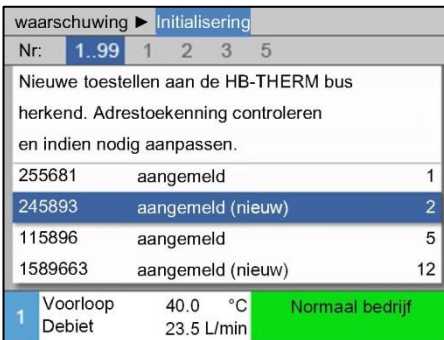 waarschuwing ► Initialisering
Nr: 1..99 1 2 3 5
Nieuwe toestellen aan de HB-THERM bus
herkend. Adrestoekenning controleren
en indien nodig aanpassen.
255681 aangemeld 1
245893 aangemeld (nieuw) 2
115896 aangemeld 5
1589663 aangemeld (nieuw) 12
1 Voorloop 40.0 °C Normaal bedrijf
Debiet 23.5 L/min